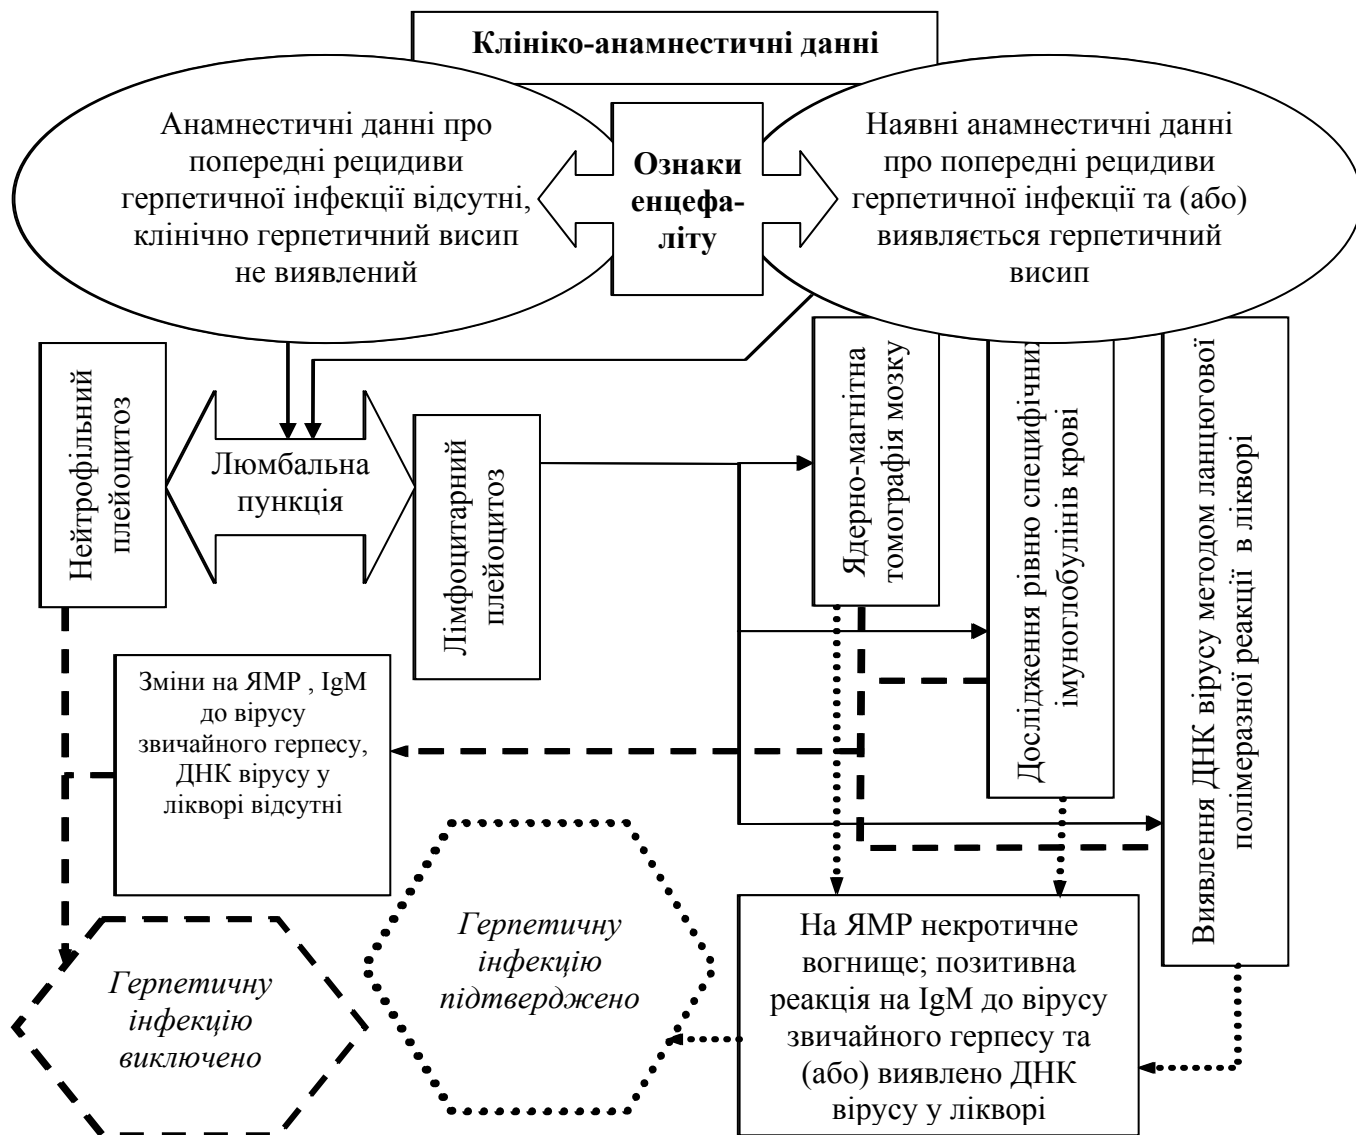 Клініко-анамнестичні данні
Анамнестичні данні про
попередні рецидиви
герпетичної інфекції відсутні,
клінічно герпетичний висип
не виявлений
Ознаки
енцефа-
літу
Наявні анамнестичні данні
про попередні рецидиви
герпетичної інфекції та (або)
виявляється герпетичний
висип
Нейтрофільний
плейоцитоз
Люмбальна
пункція
Лімфоцитарний
плейоцитоз
Ядерно-магнітна
томографія мозку
Дослідження рівню специфічних
імуноглобулінів крові
Виявлення ДНК вірусу методом ланцюгової
полімеразної реакції в лікворі
Зміни на ЯМР , IgM
до вірусу
звичайного герпесу,
ДНК вірусу у
лікворі відсутні
Герпетичну
інфекцію
виключено
Герпетичну
інфекцію
підтверджено
На ЯМР некротичне
вогнище; позитивна
реакція на IgM до вірусу
звичайного герпесу та
(або) виявлено ДНК
вірусу у лікворі